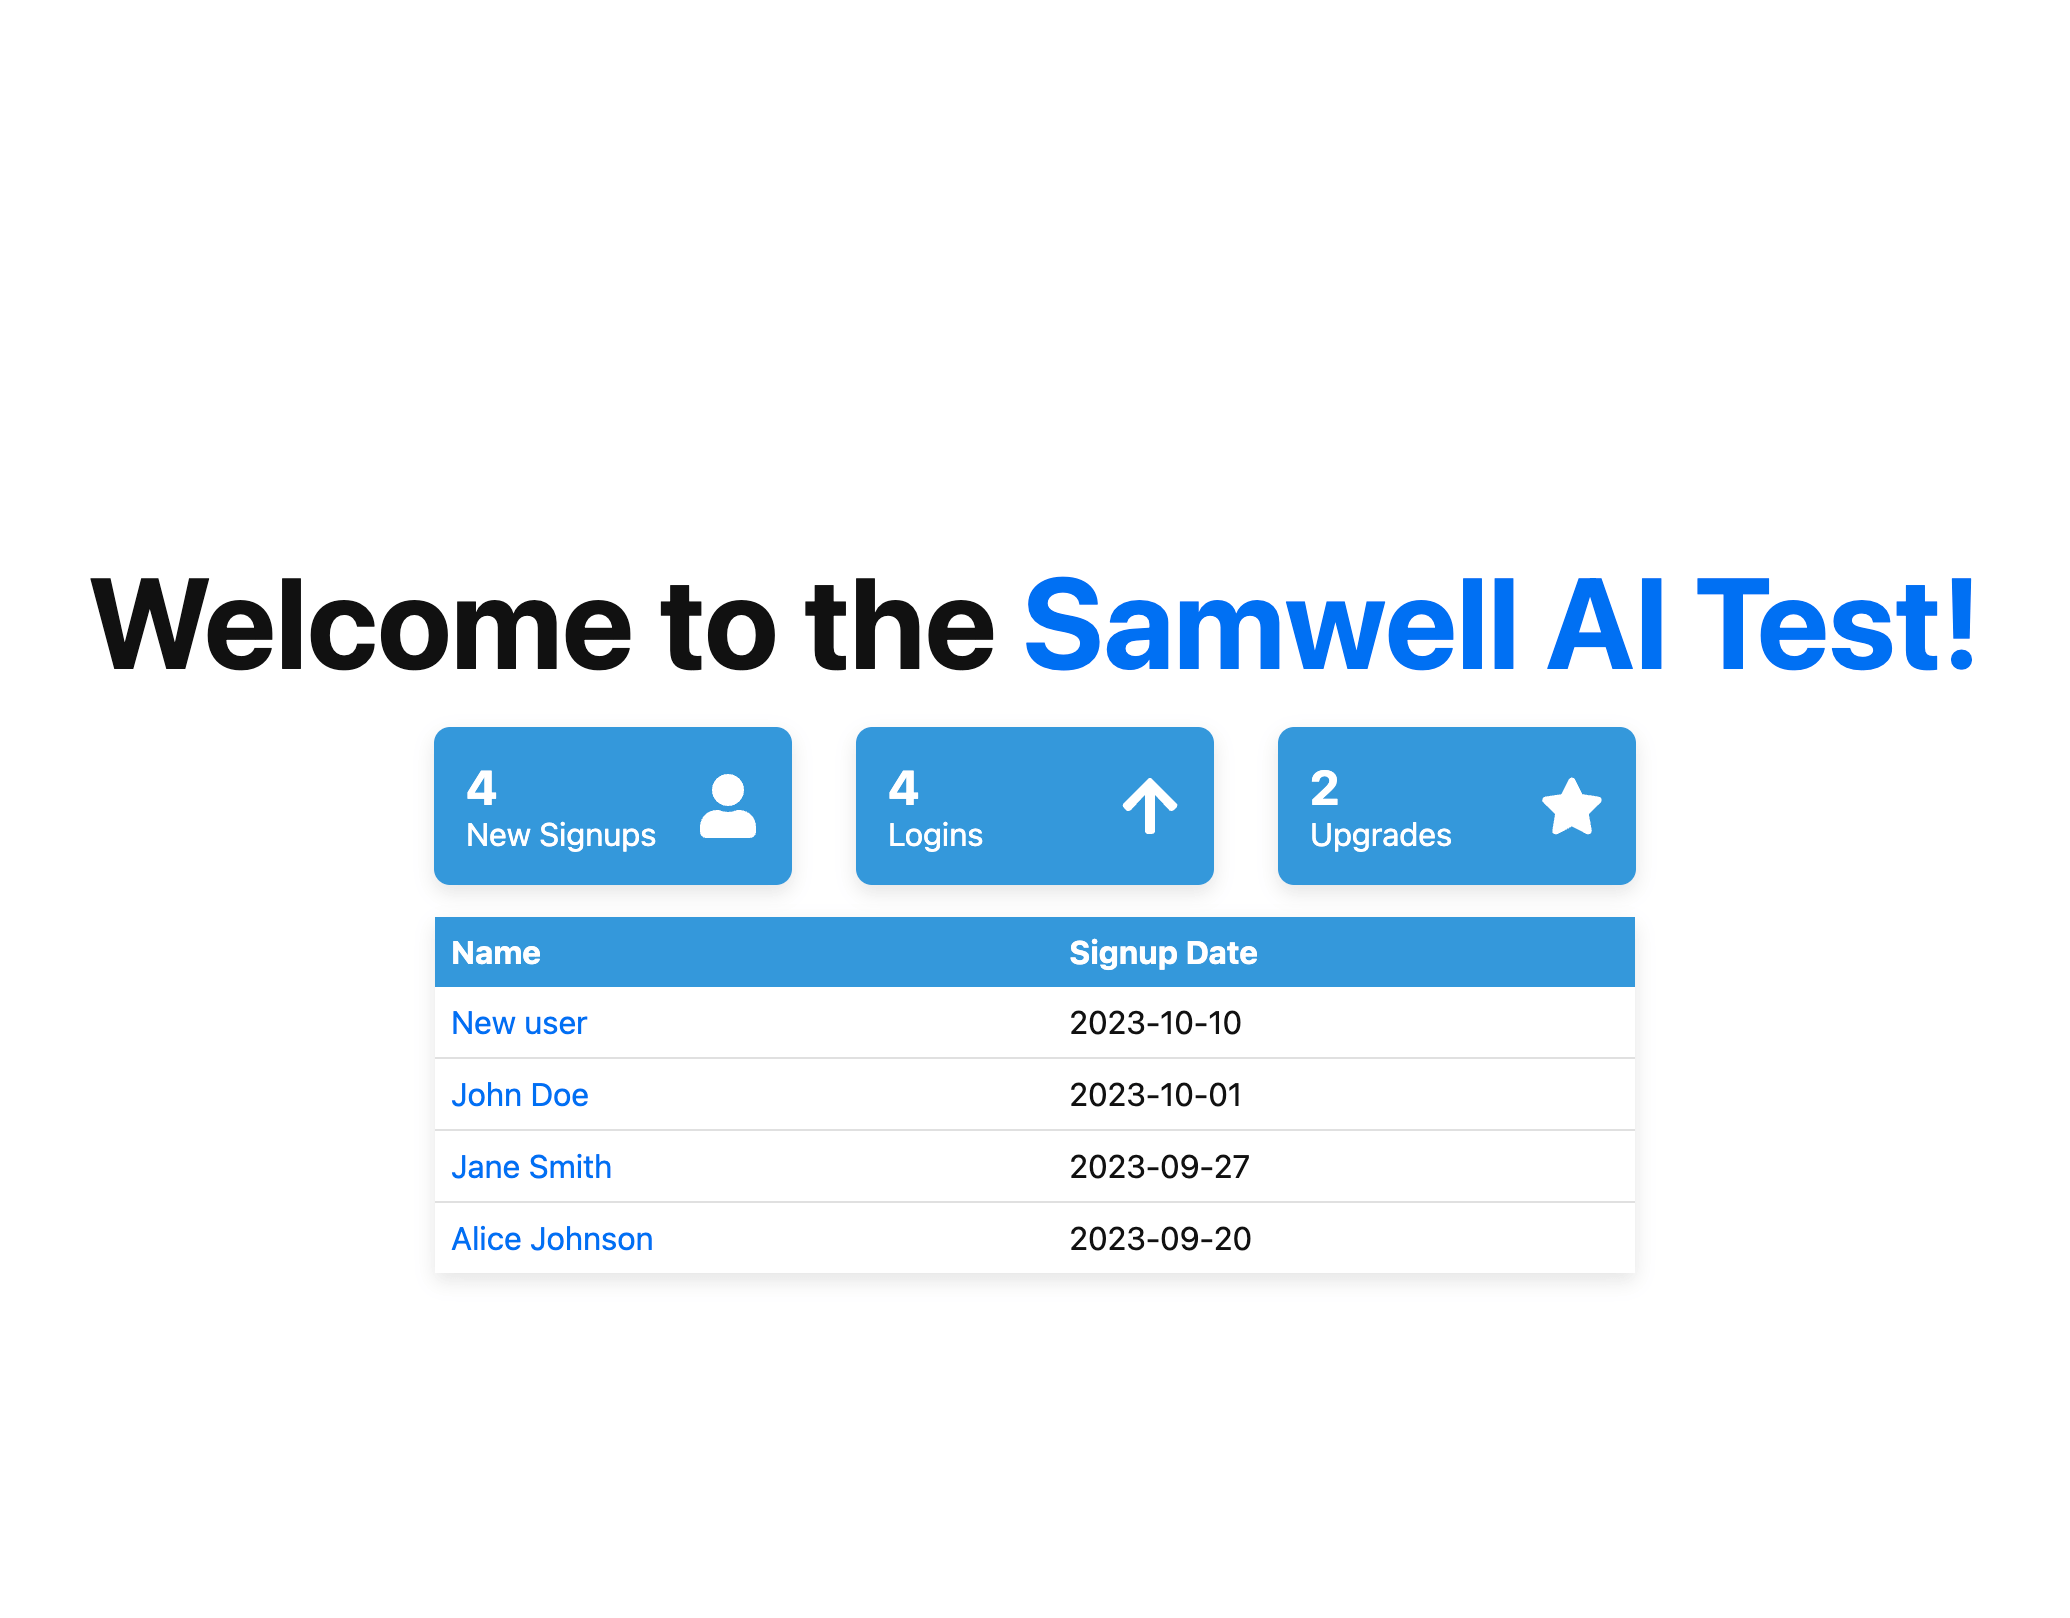 Welcome to the Samwell AI Test!
4
New Signups
4
Logins
2
Upgrades
Name Signup Date
New user 2023-10-10
John Doe 2023-10-01
Jane Smith 2023-09-27
Alice Johnson 2023-09-20